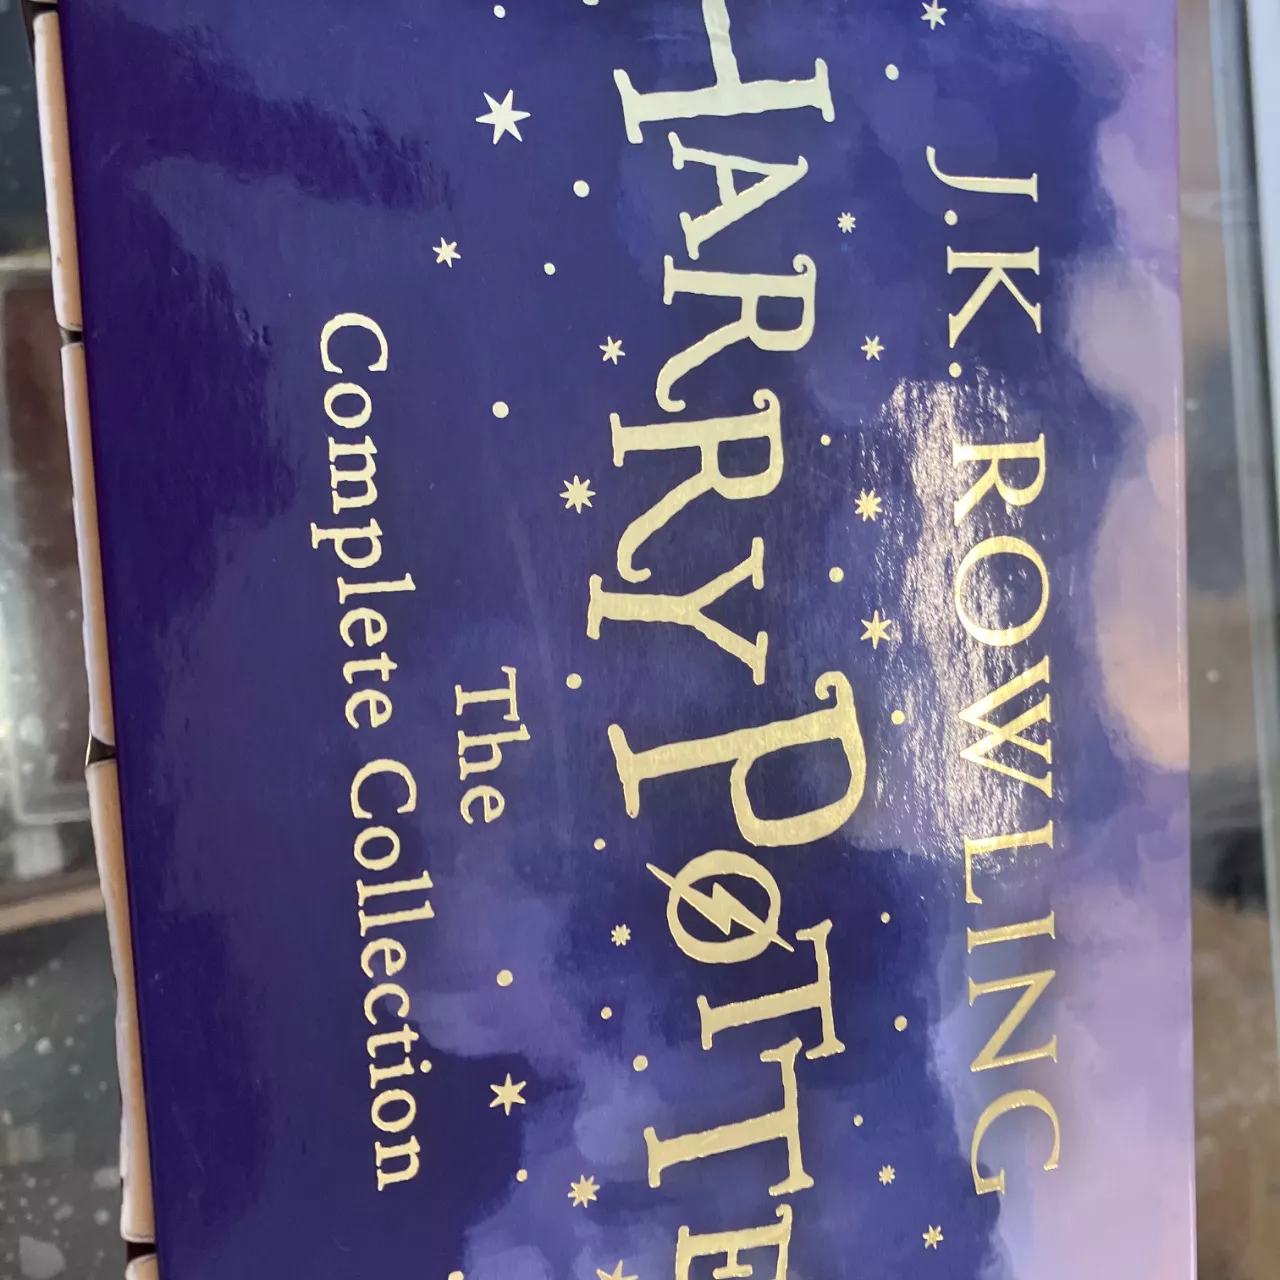 J.K. ROWLING
HARRY POTTE
The
Complete Collection